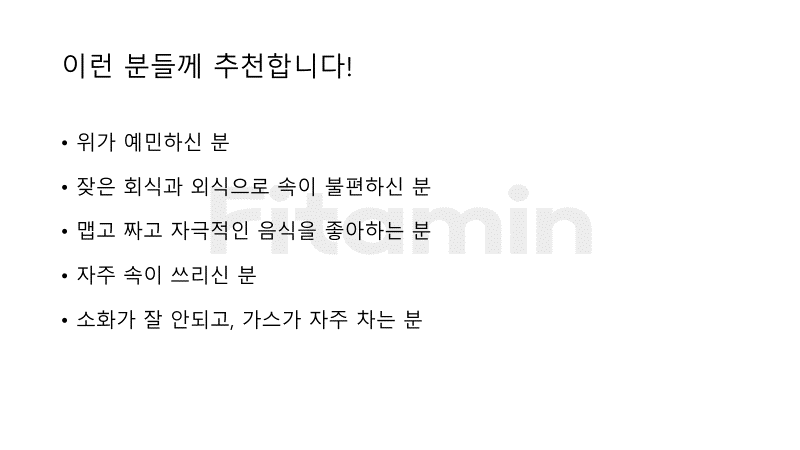 이런 분들께 추천합니다!
• 위가 예민하신 분
• 잦은 회식과 외식으로 속이 불편하신 분
• 맵고 짜고 자극적인 음식을 좋아하는 분
• 자주 속이 쓰리신 분
• 소화가 잘 안되고, 가스가 자주 차는 분
Fitamin